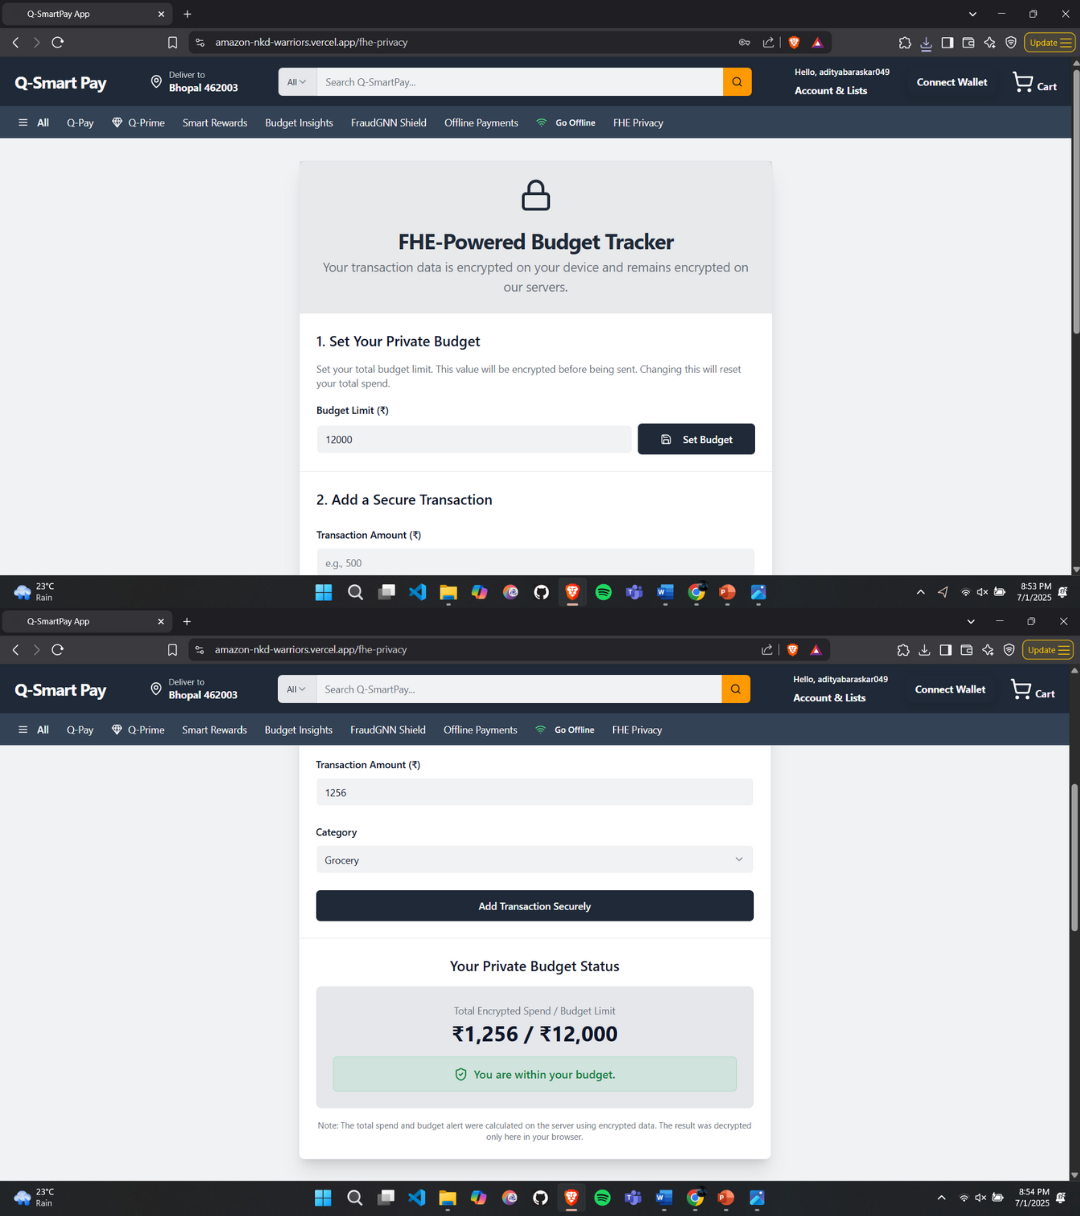 Q-SmartPay App
amazon-nkd-warriors.vercel.app/fhe-privacy
Update
Q-Smart Pay
Deliver to
Bhopal 462003
All
Search Q-SmartPay...
Hello, adityabaraskar049
Account & Lists
Connect Wallet
Cart
All Q-Pay Q-Prime Smart Rewards Budget Insights FraudGNN Shield Offline Payments Go Offline FHE Privacy
FHE-Powered Budget Tracker
Your transaction data is encrypted on your device and remains encrypted on
our servers.
1. Set Your Private Budget
Set your total budget limit. This value will be encrypted before being sent. Changing this will reset
your total spend.
Budget Limit (₹)
12000
Set Budget
2. Add a Secure Transaction
Transaction Amount (₹)
e.g., 500
23°C
Rain
8:53 PM
7/1/2025
Q-SmartPay App
amazon-nkd-warriors.vercel.app/fhe-privacy
Update
Q-Smart Pay
Deliver to
Bhopal 462003
All
Search Q-SmartPay...
Hello, adityabaraskar049
Account & Lists
Connect Wallet
Cart
All Q-Pay Q-Prime Smart Rewards Budget Insights FraudGNN Shield Offline Payments Go Offline FHE Privacy
Transaction Amount (₹)
1256
Category
Grocery
Add Transaction Securely
Your Private Budget Status
Total Encrypted Spend / Budget Limit
₹1,256 / ₹12,000
You are within your budget.
Note: The total spend and budget alert were calculated on the server using encrypted data. The result was decrypted
only here in your browser.
23°C
Rain
8:54 PM
7/1/2025